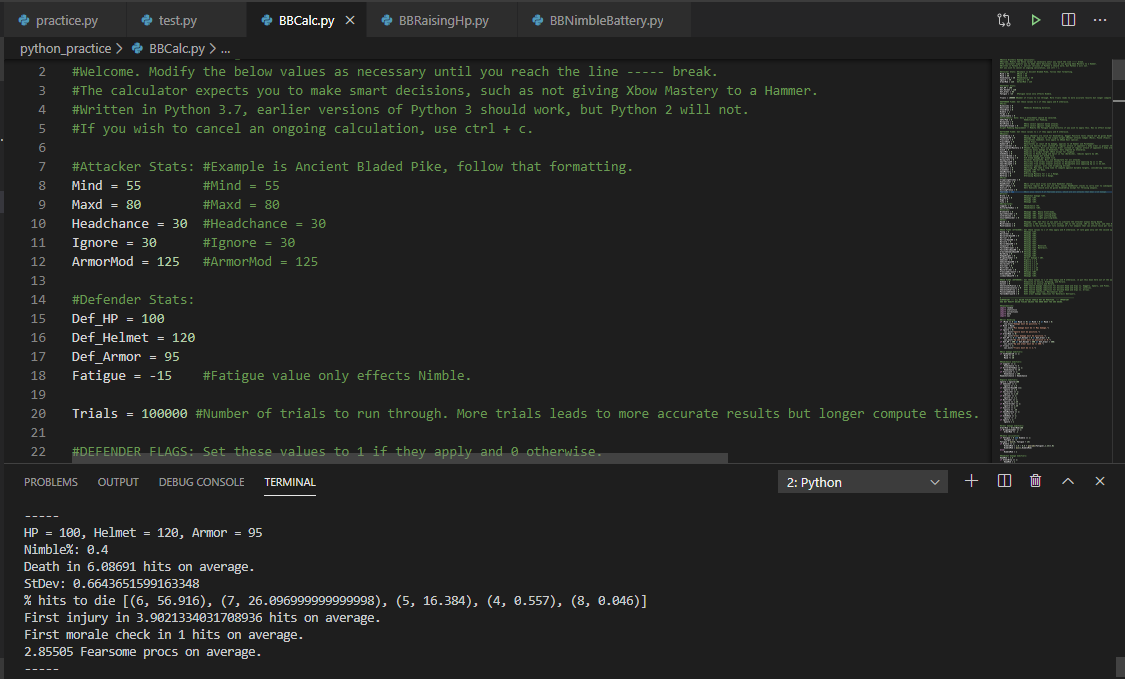 practice.py test.py BBCalc.py BBRaisingHp.py BBNimbleBattery.py
python_practice > BBCalc.py > ...
2 #Welcome. Modify the below values as necessary until you reach the line ----- break.
3 #The calculator expects you to make smart decisions, such as not giving Xbow Mastery to a Hammer.
4 #Written in Python 3.7, earlier versions of Python 3 should work, but Python 2 will not.
5 #If you wish to cancel an ongoing calculation, use ctrl + c.
6
7 #Attacker Stats: #Example is Ancient Bladed Pike, follow that formatting.
8 Mind = 55 #Mind = 55
9 Maxd = 80 #Maxd = 80
10 Headchance = 30 #Headchance = 30
11 Ignore = 30 #Ignore = 30
12 ArmorMod = 125 #ArmorMod = 125
13
14 #Defender Stats:
15 Def_HP = 100
16 Def_Helmet = 120
17 Def_Armor = 95
18 Fatigue = -15 #Fatigue value only effects Nimble.
19
20 Trials = 100000 #Number of trials to run through. More trials leads to more accurate results but longer compute times.
21
22 #DEFENDER FLAGS: Set these values to 1 if they apply and 0 otherwise.
PROBLEMS OUTPUT DEBUG CONSOLE TERMINAL 2: Python
-----
HP = 100, Helmet = 120, Armor = 95
Nimble%: 0.4
Death in 6.08691 hits on average.
StDev: 0.6643651599163348
% hits to die [(6, 56.916), (7, 26.096999999999998), (5, 16.384), (4, 0.557), (8, 0.046)]
First injury in 3.9021334031708936 hits on average.
First morale check in 1 hits on average.
2.85505 Fearsome procs on average.
-----